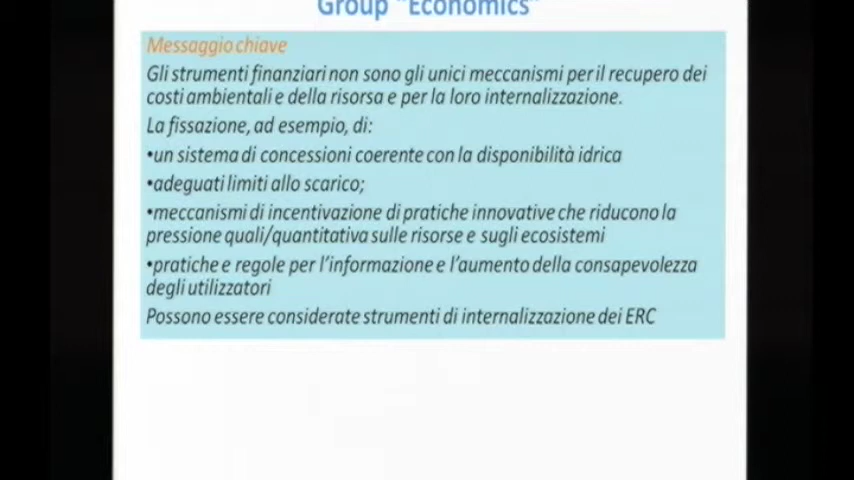 Group "Economics"
Messaggio chiave
Gli strumenti finanziari non sono gli unici meccanismi per il recupero dei
costi ambientali e della risorsa e per la loro internalizzazione.
La fissazione, ad esempio, di:
•un sistema di concessioni coerente con la disponibilità idrica
•adeguati limiti allo scarico;
•meccanismi di incentivazione di pratiche innovative che riducono la
pressione quali/quantitativa sulle risorse e sugli ecosistemi
•pratiche e regole per l'informazione e l'aumento della consapevolezza
degli utilizzatori
Possono essere considerate strumenti di internalizzazione dei ERC